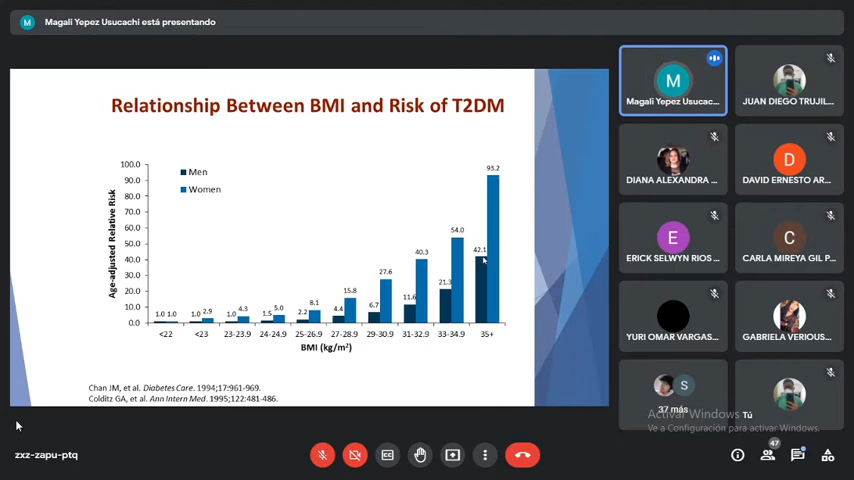 M
Magali Yepez Usucachi está presentando
Relationship Between BMI and Risk of T2DM
Men
Women
Age-adjusted Relative Risk
100.0
90.0
80.0
70.0
60.0
50.0
40.0
30.0
20.0
10.0
0.0
1.0 1.0
1.0 2.9
1.0 4.3
1.5 5.0
2.2 8.1
4.4 15.8
6.7 27.6
11.6 40.3
21.3 54.0
42.1 93.2
<22 <23 23-23.9 24-24.9 25-26.9 27-28.9 29-30.9 31-32.9 33-34.9 35+
BMI (kg/m²)
Chan JM, et al. Diabetes Care. 1994;17:961-969.
Colditz GA, et al. Ann Intern Med. 1995;122:481-486.
M
Magali Yepez Usucac...
JUAN DIEGO TRUJIL...
DIANA ALEXANDRA ...
D
DAVID ERNESTO AR...
E
ERICK SELWYN RIOS ...
C
CARLA MIREYA GIL P...
YURI OMAR VARGAS...
GABRIELA VERIOUS...
S
37 más
Tú
Activar Windows
Ve a Configuración para activar Windows.
zxz-zapu-ptq
CC
47